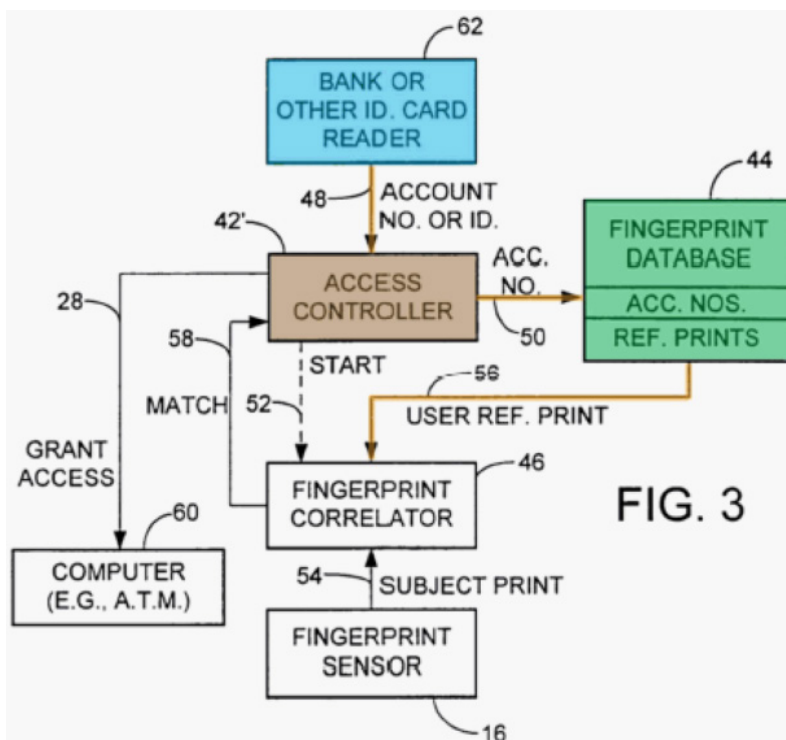 62
BANK OR
OTHER ID. CARD
READER
44
48
ACCOUNT
NO. OR ID.
42'
FINGERPRINT
DATABASE
ACC.
NO.
ACCESS
CONTROLLER
ACC. NOS.
28
58
50
REF. PRINTS
START
56
MATCH
52
USER REF. PRINT
GRANT
ACCESS
46
FINGERPRINT
CORRELATOR
FIG. 3
60
COMPUTER
(E.G., A.T.M.)
54
SUBJECT PRINT
FINGERPRINT
SENSOR
16